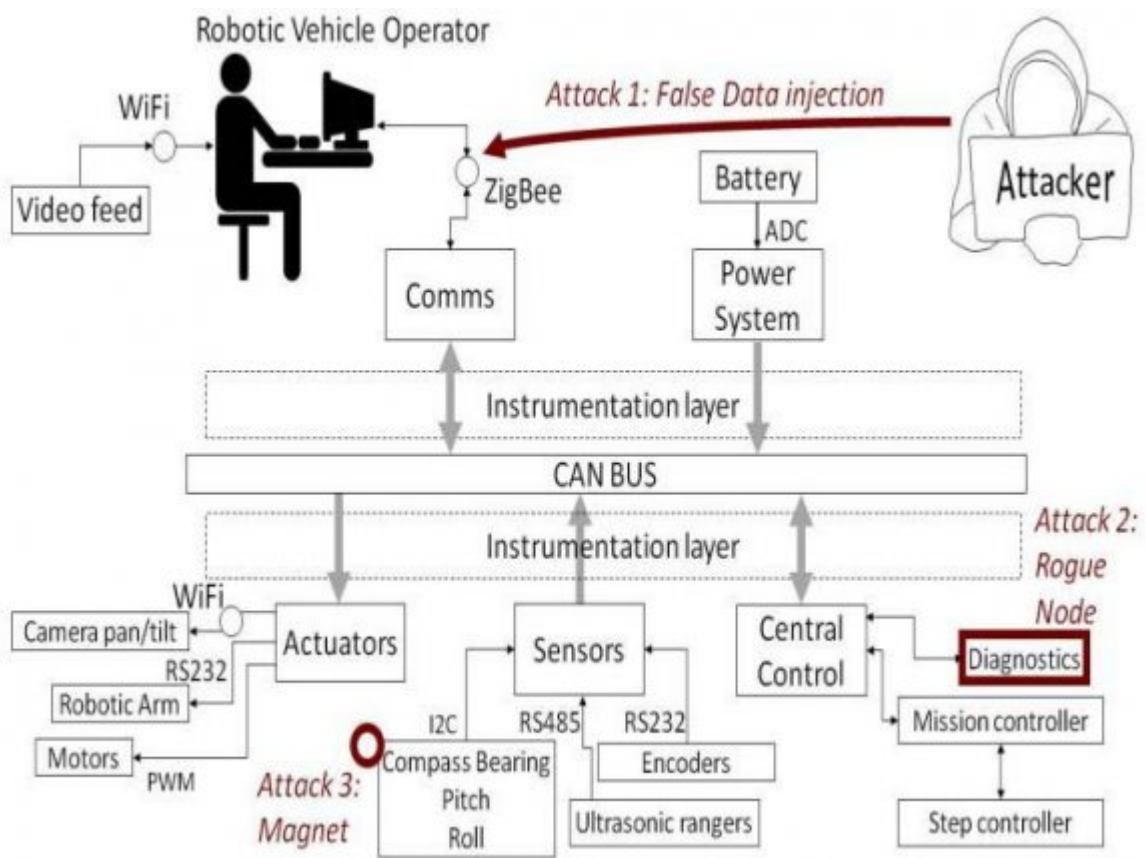 Robotic Vehicle Operator
Attack 1: False Data injection
WiFi
Video feed
ZigBee
Battery
Attacker
ADC
Comms
Power
System
Instrumentation layer
CAN BUS
Instrumentation layer
Attack 2:
Rogue
Node
WiFi
Camera pan/tilt
Actuators
Sensors
Central
Control
Diagnostics
RS232
Robotic Arm
I2C
RS485
RS232
Mission controller
Motors
PWM
Attack 3:
Magnet
Compass Bearing
Pitch
Roll
Encoders
Ultrasonic rangers
Step controller